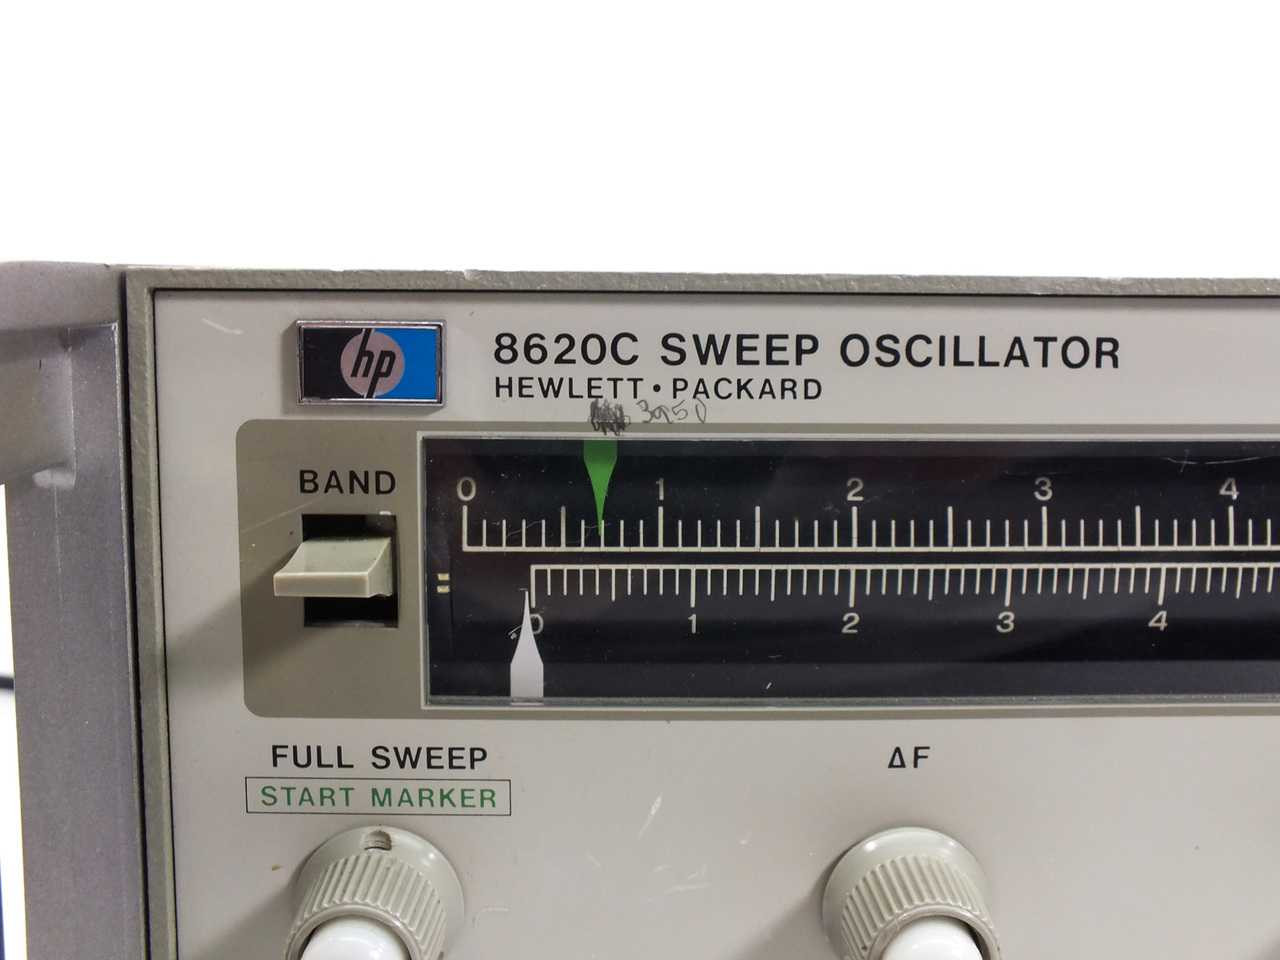 hp
8620C SWEEP OSCILLATOR
HEWLETT • PACKARD
3950
BAND
0 1 2 3 4
0 1 2 3 4
FULL SWEEP
ΔF
START MARKER